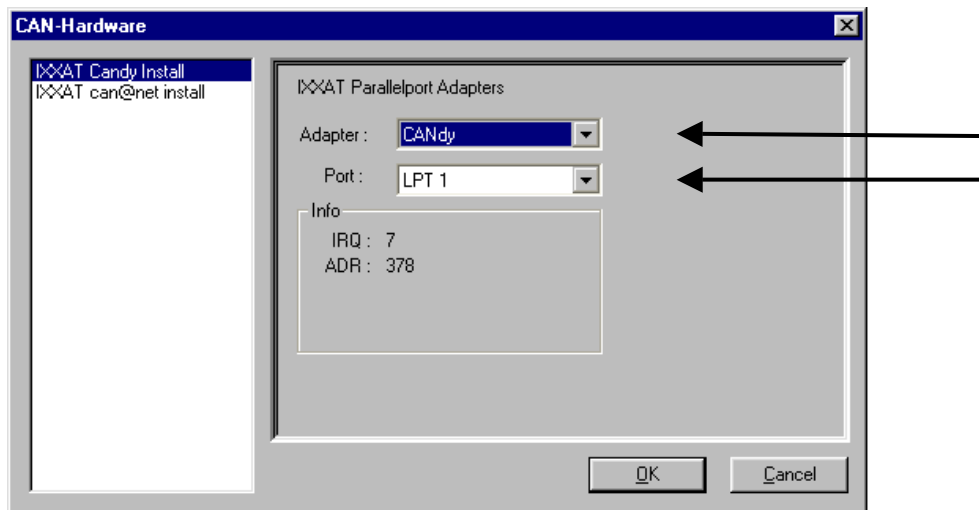 CAN-Hardware
IXXAT Candy Install
IXXAT can@net install
IXXAT Parallelport Adapters
Adapter : CANdy
Port : LPT 1
Info
IRQ : 7
ADR : 378
OK Cancel